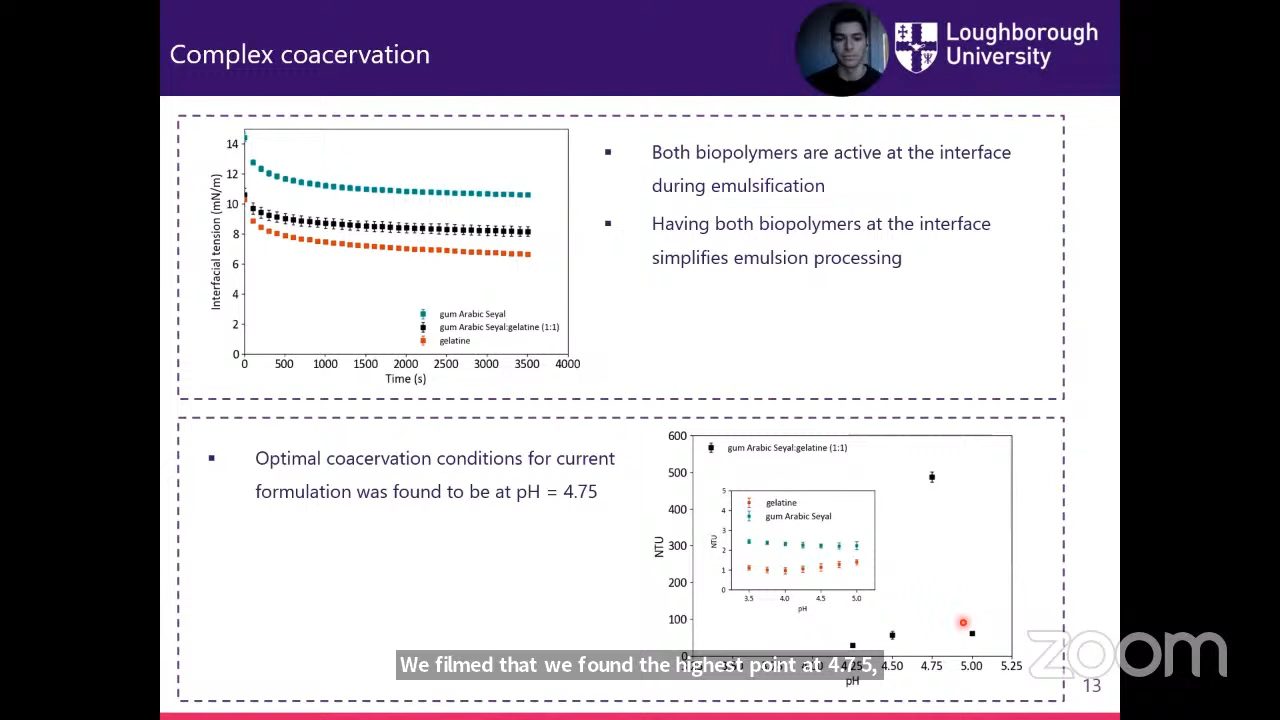 Complex coacervation
Loughborough
University
14
12
10
8
6
4
2
0
Interfacial tension (mN/m)
gum Arabic Seyal
gum Arabic Seyal:gelatine (1:1)
gelatine
0 500 1000 1500 2000 2500 3000 3500 4000
Time (s)
▪ Both biopolymers are active at the interface
during emulsification
▪ Having both biopolymers at the interface
simplifies emulsion processing
▪ Optimal coacervation conditions for current
formulation was found to be at pH = 4.75
600
500
400
300
200
100
NTU
gum Arabic Seyal:gelatine (1:1)
5
4
3
2
1
0
NTU
gelatine
gum Arabic Seyal
3.5 4.0 4.5 5.0
pH
4.50 4.75 5.00 5.25
pH
We filmed that we found the highest point at 4.7.5,
zoom
13